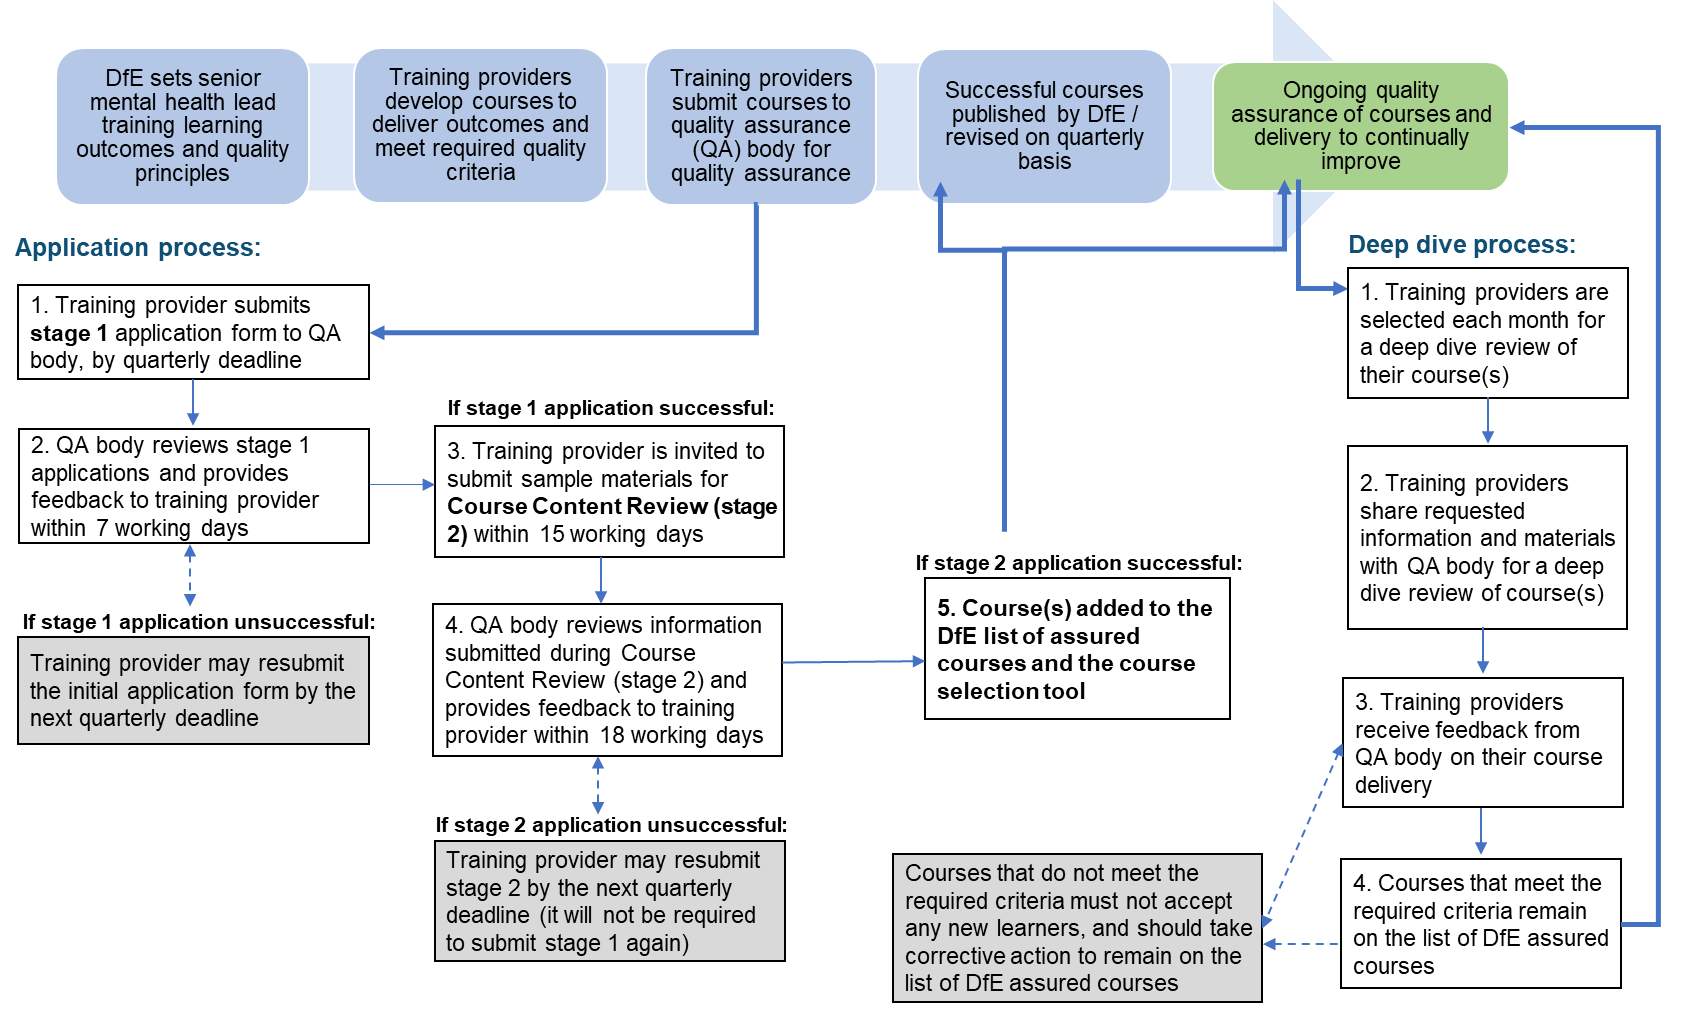 DfE sets senior
mental health lead
training learning
outcomes and quality
principles
Training providers
develop courses to
deliver outcomes and
meet required quality
criteria
Training providers
submit courses to
quality assurance
(QA) body for
quality assurance
Successful courses
published by DfE /
revised on quarterly
basis
Ongoing quality
assurance of courses and
delivery to continually
improve
Application process:
1. Training provider submits
stage 1 application form to QA
body, by quarterly deadline
2. QA body reviews stage 1
applications and provides
feedback to training provider
within 7 working days
If stage 1 application unsuccessful:
Training provider may resubmit
the initial application form by the
next quarterly deadline
If stage 1 application successful:
3. Training provider is invited to
submit sample materials for
Course Content Review (stage
2) within 15 working days
4. QA body reviews information
submitted during Course
Content Review (stage 2) and
provides feedback to training
provider within 18 working days
If stage 2 application unsuccessful:
Training provider may resubmit
stage 2 by the next quarterly
deadline (it will not be required
to submit stage 1 again)
If stage 2 application successful:
5. Course(s) added to the
DfE list of assured
courses and the course
selection tool
Deep dive process:
1. Training providers are
selected each month for
a deep dive review of
their course(s)
2. Training providers
share requested
information and materials
with QA body for a deep
dive review of course(s)
3. Training providers
receive feedback from
QA body on their course
delivery
4. Courses that meet the
required criteria remain
on the list of DfE assured
courses
Courses that do not meet the
required criteria must not accept
any new learners, and should take
corrective action to remain on the
list of DfE assured courses